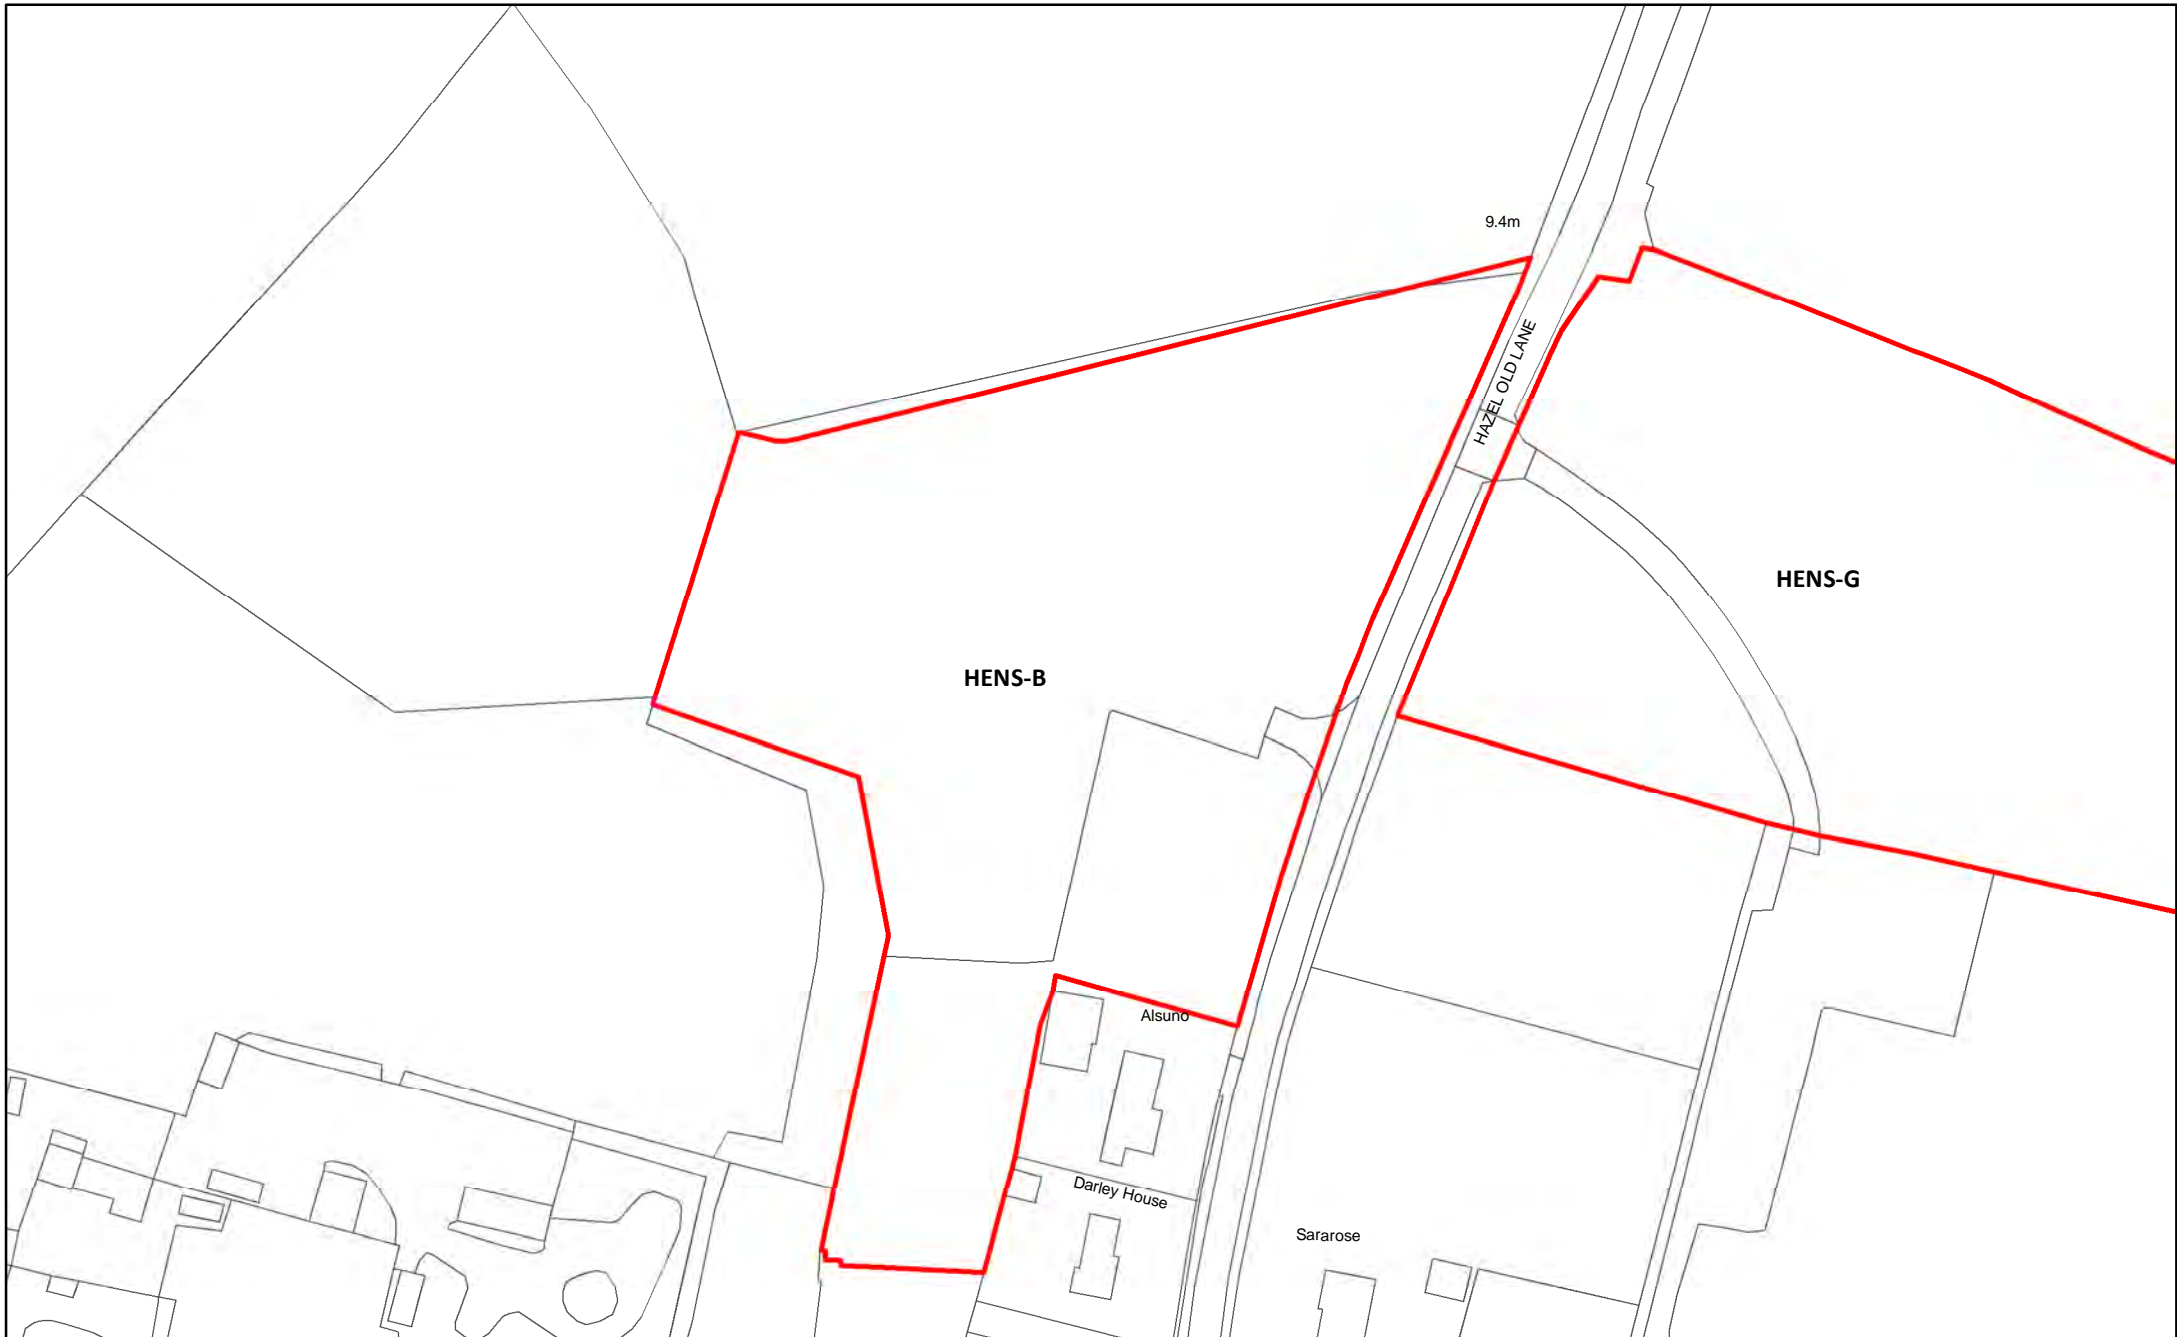 9.4m
HAZEL OLD LANE
HENS-G
HENS-B
Alsuno
Darley House
Sararose